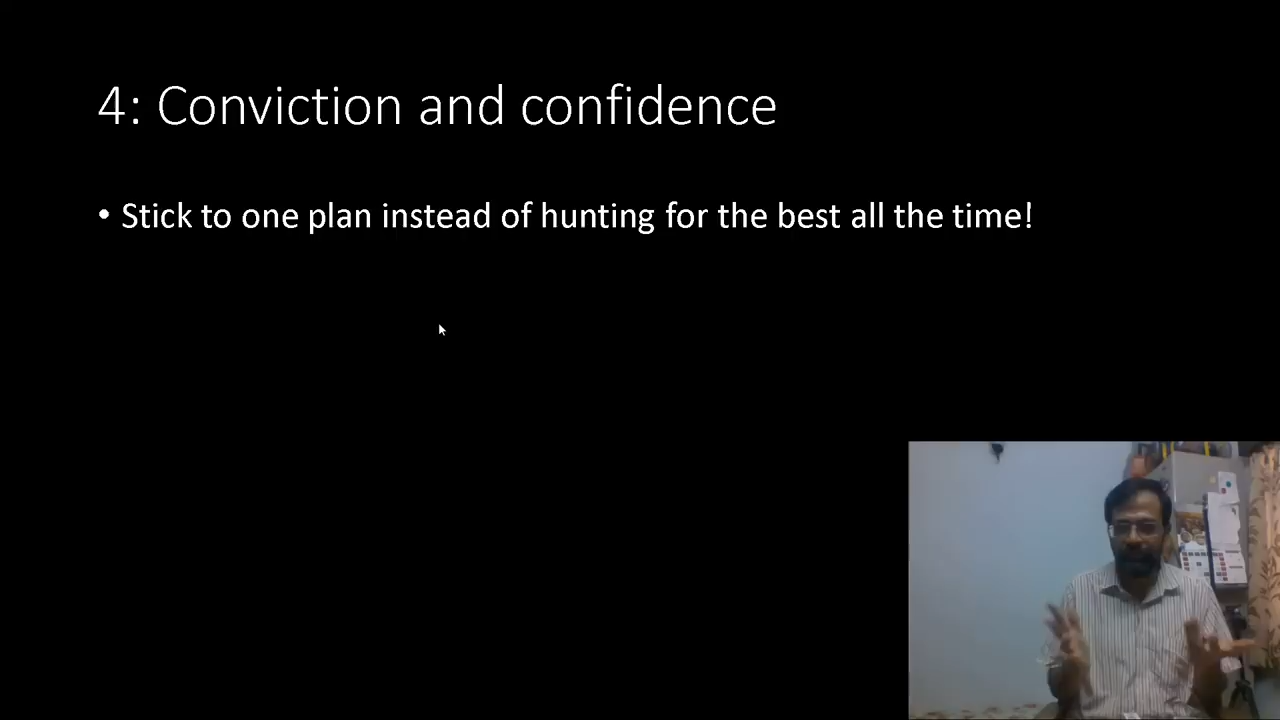 4: Conviction and confidence
• Stick to one plan instead of hunting for the best all the time!